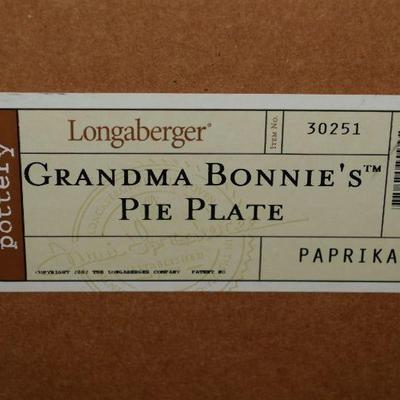 pottery
Longaberger®
ITEM NO.
30251
GRANDMA BONNIE'S™
PIE PLATE
COPYRIGHT 2002 THE LONGABERGER COMPANY PATENT NO
PAPRIKA